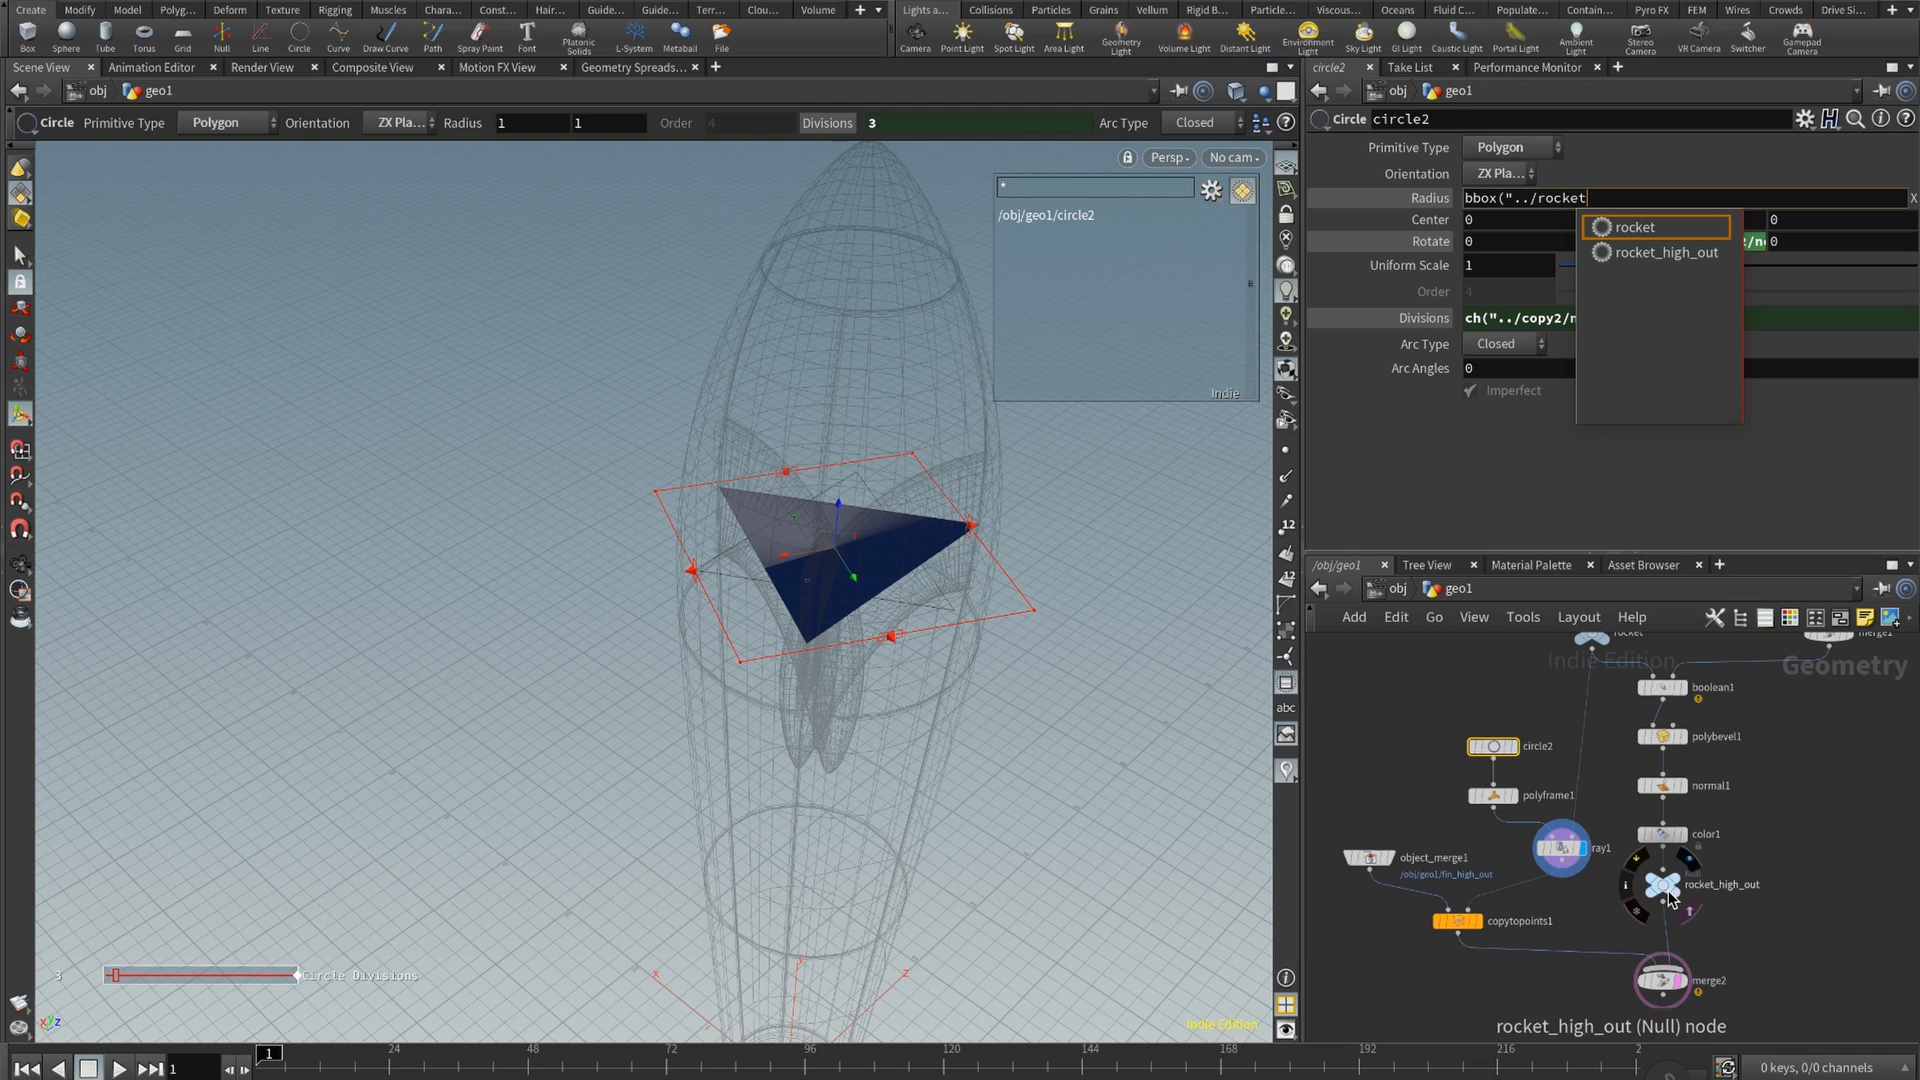 Create Modify Model Polyg... Deform Texture Rigging Muscles Chara... Const... Hair... Guide... Guide... Terr... Clou... Volume
Lights a... Collisions Particles Grains Vellum Rigid B... Particle... Viscous... Oceans Fluid C... Populate... Contain... Pyro FX FEM Wires Crowds Drive Si...
Box Sphere Tube Torus Grid Null Line Circle Curve Draw Curve Path Spray Paint Font Platonic Solids L-System Metaball File
Camera Point Light Spot Light Area Light Geometry Light Volume Light Distant Light Environment Light Sky Light GI Light Caustic Light Portal Light Ambient Light Stereo Camera VR Camera Switcher Gamepad Camera
Scene View Animation Editor Render View Composite View Motion FX View Geometry Spreads...
circle2 Take List Performance Monitor
obj geo1
obj geo1
Circle Primitive Type Polygon Orientation ZX Pla... Radius 1 1 Order 4 Divisions 3 Arc Type Closed
Circle circle2
Persp No cam
*
/obj/geo1/circle2
Indie
Primitive Type Polygon
Orientation ZX Pla...
Radius bbox("../rocket
Center 0 0
Rotate 0 0
Uniform Scale 1
Order 4
Divisions ch("../copy2/n
Arc Type Closed
Arc Angles 0
Imperfect
rocket
rocket_high_out
12
12
abc
/obj/geo1 Tree View Material Palette Asset Browser
obj geo1
Add Edit Go View Tools Layout Help
rocket
merge1
Indie Edition
Geometry
boolean1
polybevel1
circle2
normal1
polyframe1
color1
ray1
object_merge1
/obj/geo1/fin_high_out
Null
rocket_high_out
copytopoints1
merge2
rocket_high_out (Null) node
3 Circle Divisions
x y z
Indie Edition
1 1 24 48 72 96 120 144 168 192 216 2
0 keys, 0/0 channels